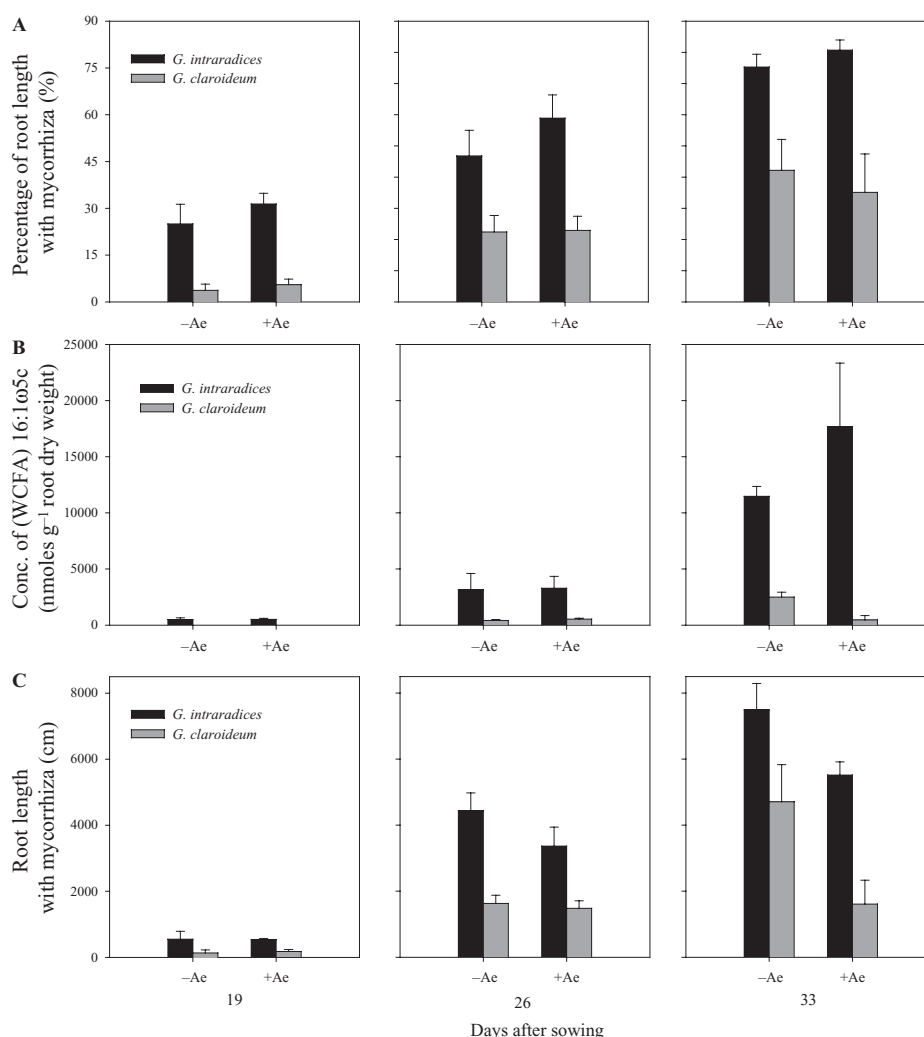 A
Percentage of root length
with mycorrhiza (%)
90
75
60
45
30
15
0
G. intraradices
G. claroideum
–Ae
+Ae
–Ae
+Ae
–Ae
+Ae
B
Conc. of (WCFA) 16:1ω5c
(nmoles g⁻¹ root dry weight)
25000
20000
15000
10000
5000
0
G. intraradices
G. claroideum
–Ae
+Ae
–Ae
+Ae
–Ae
+Ae
C
Root length
with mycorrhiza (cm)
8000
6000
4000
2000
0
G. intraradices
G. claroideum
–Ae
+Ae
–Ae
+Ae
–Ae
+Ae
19
26
33
Days after sowing